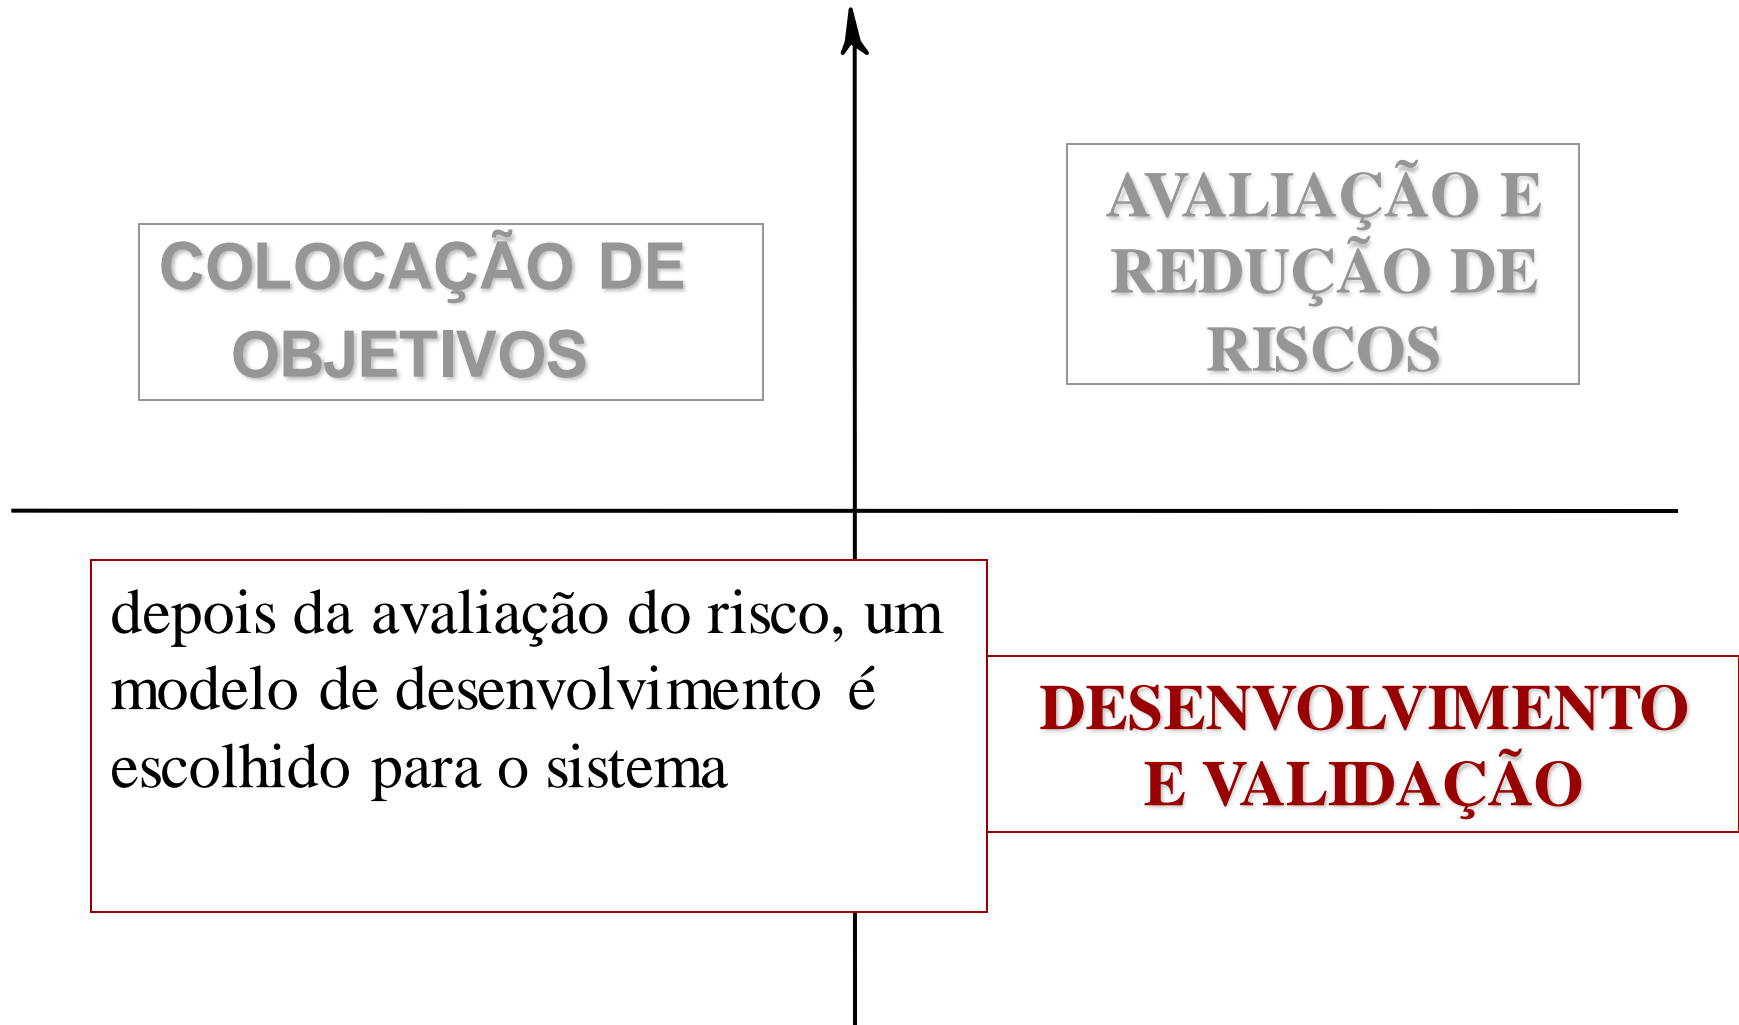 COLOCAÇÃO DE
OBJETIVOS
AVALIAÇÃO E
REDUÇÃO DE
RISCOS
depois da avaliação do risco, um
modelo de desenvolvimento é
escolhido para o sistema
DESENVOLVIMENTO
E VALIDAÇÃO